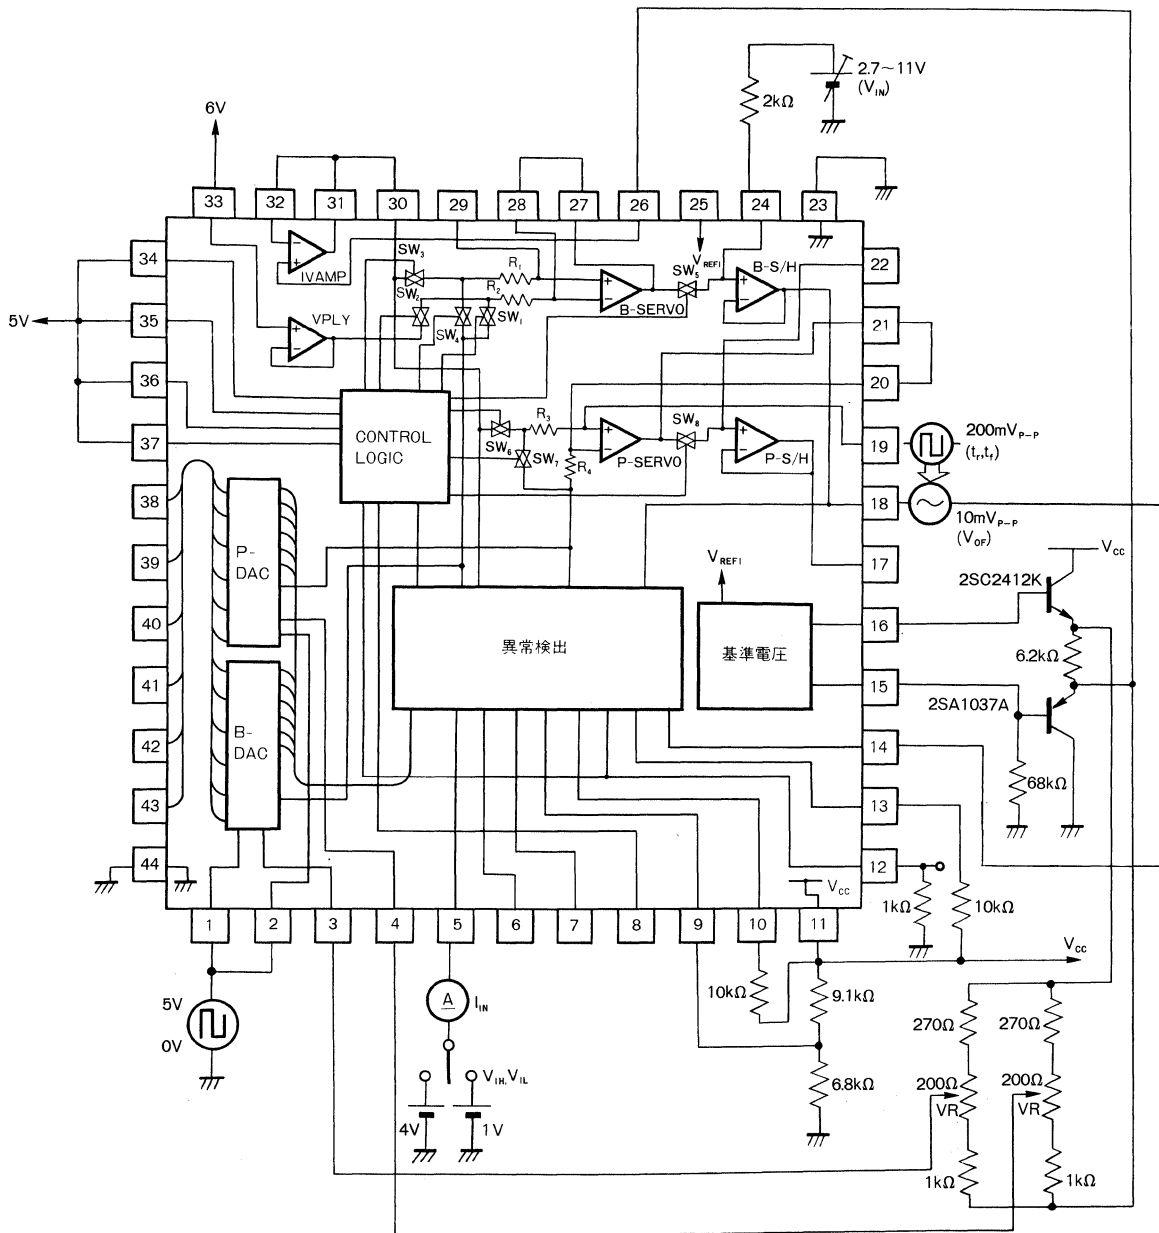 2.7～11V
(VIN)
2kΩ
6V
33
32
31
30
29
28
27
26
25
24
23
VREF1
34
35
36
37
38
39
40
41
42
43
44
5V
22
21
20
19
18
17
16
15
14
13
12
IVAMP
VPLY
SW3
SW2
SW4
SW1
R1
R2
B-SERVO
SW5
B-S/H
CONTROL
LOGIC
SW6
SW7
R3
R4
P-SERVO
SW8
P-S/H
200mVP-P
(tr,tf)
10mVP-P
(VOF)
P-
DAC
B-
DAC
異常検出
VREF1
基準電圧
VCC
2SC2412K
6.2kΩ
2SA1037A
68kΩ
VCC
1kΩ
10kΩ
1
2
3
4
5
6
7
8
9
10
11
VCC
5V
0V
A
IIN
VIH,VIL
4V
1V
10kΩ
9.1kΩ
6.8kΩ
270Ω
270Ω
200Ω
VR
200Ω
VR
1kΩ
1kΩ